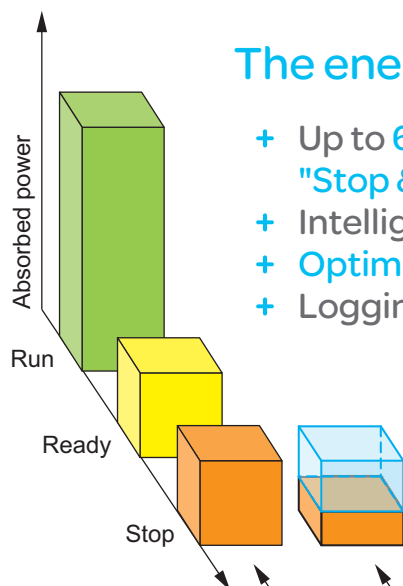 The ene
+ Up to 6
"Stop &
+ Intellig
+ Optim
+ Loggin
Absorbed power
Run
Ready
Stop